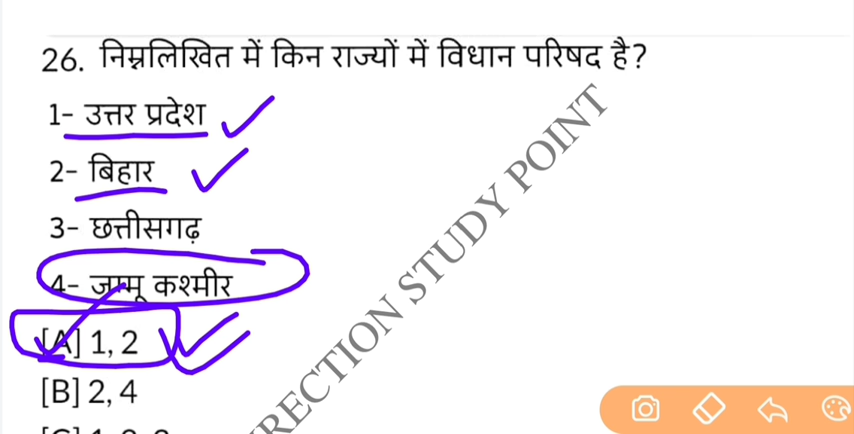 26. निम्नलिखित में किन राज्यों में विधान परिषद है?
1- उत्तर प्रदेश
2- बिहार
3- छत्तीसगढ़
4- जम्मू कश्मीर
[A] 1, 2
[B] 2, 4
RECTION STUDY POINT